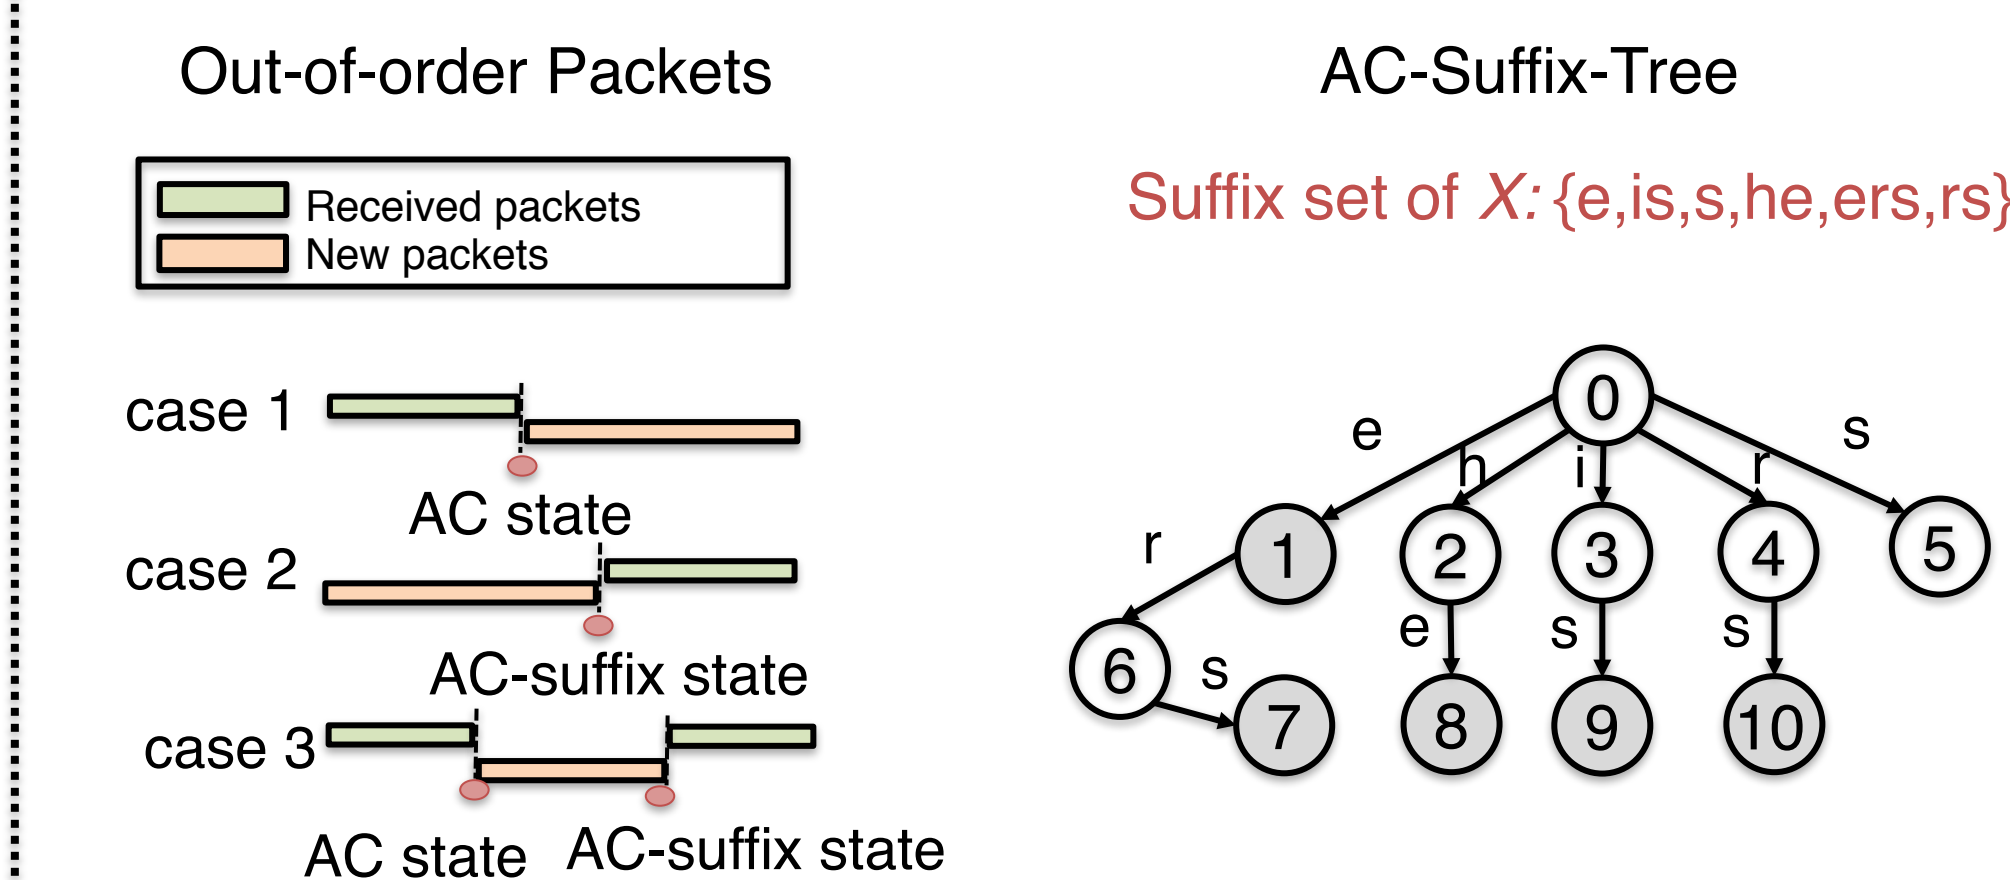 Out-of-order Packets
Received packets
New packets
case 1
AC state
case 2
AC-suffix state
case 3
AC state
AC-suffix state
AC-Suffix-Tree
Suffix set of X: {e,is,s,he,ers,rs}
0
e
h
i
r
s
1
2
3
4
5
r
e
s
s
6
s
7
8
9
10